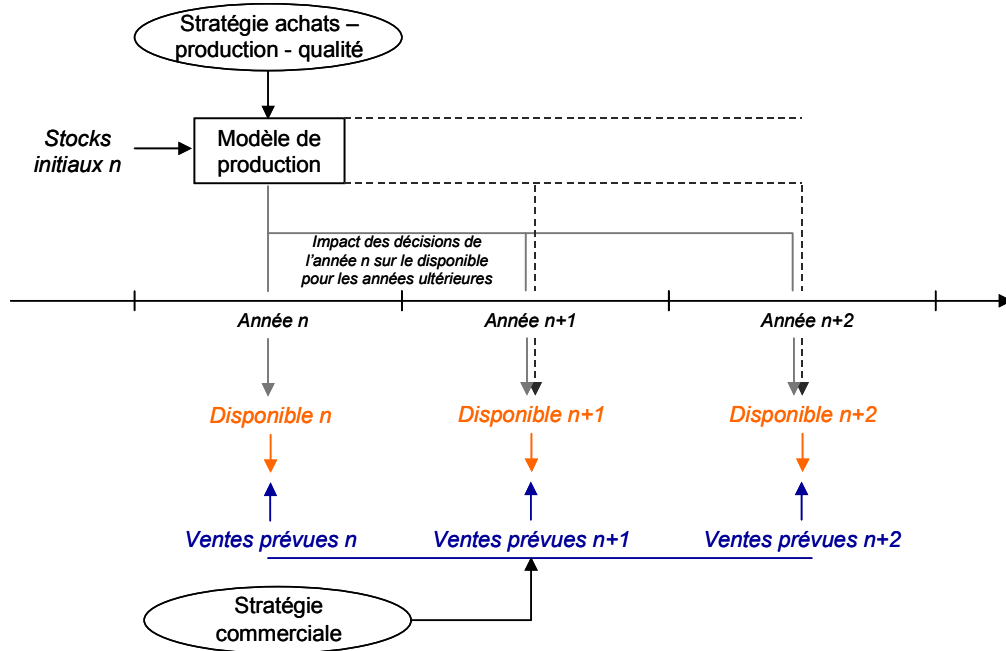 Stratégie achats –
production - qualité
Stocks
initiaux n
Modèle de
production
Impact des décisions de
l'année n sur le disponible
pour les années ultérieures
Année n
Année n+1
Année n+2
Disponible n
Disponible n+1
Disponible n+2
Ventes prévues n
Ventes prévues n+1
Ventes prévues n+2
Stratégie
commerciale